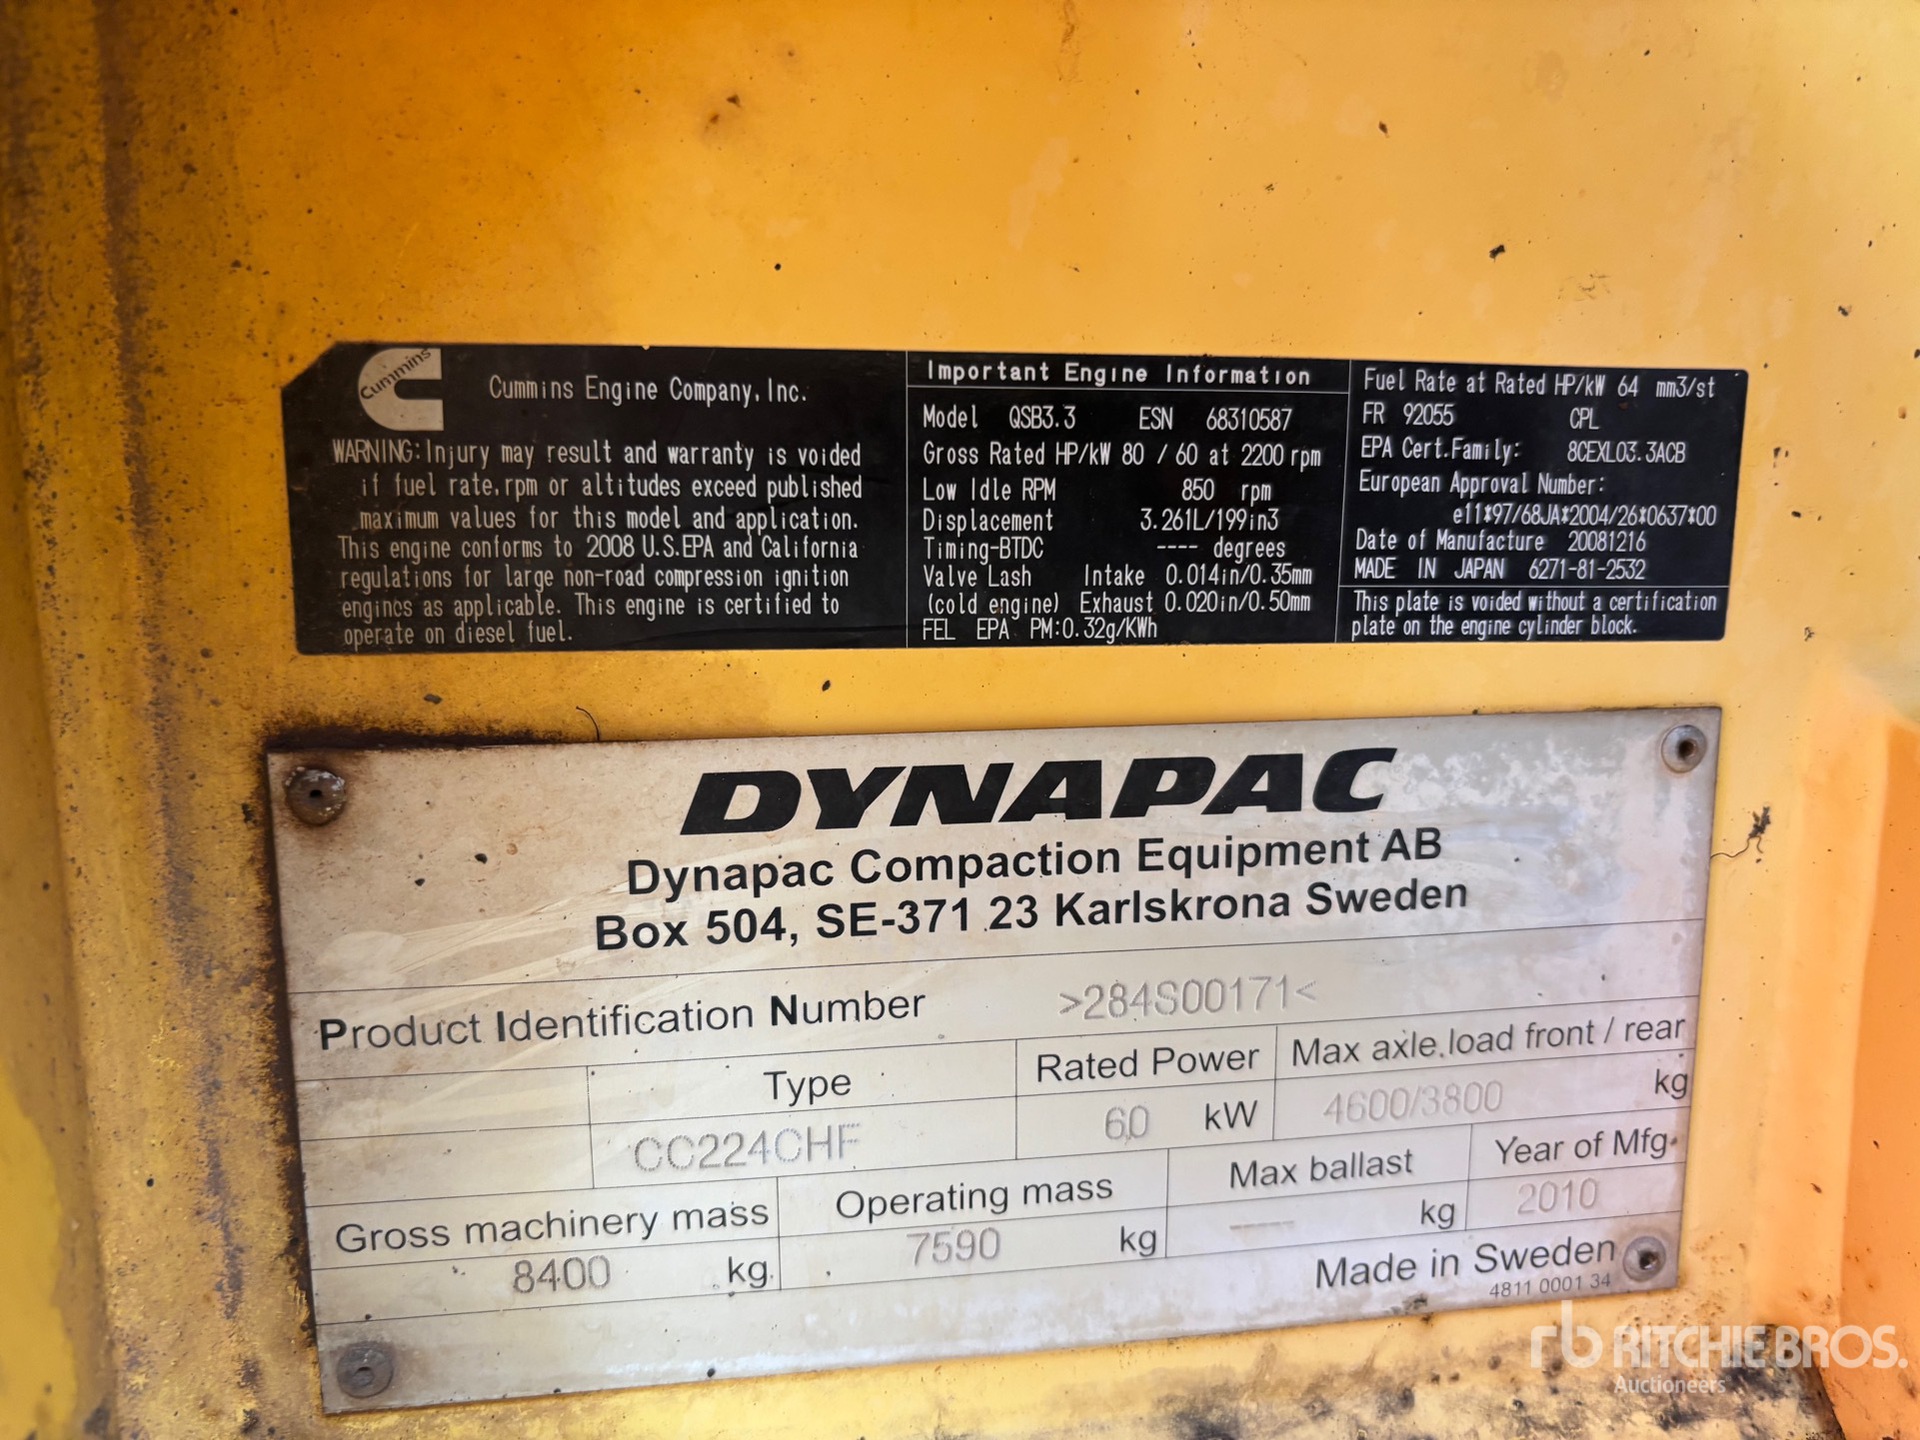 Cummins
Cummins Engine Company, Inc.
WARNING: Injury may result and warranty is voided
if fuel rate, rpm or altitudes exceed published
maximum values for this model and application.
This engine conforms to 2008 U.S.EPA and California
regulations for large non-road compression ignition
engines as applicable. This engine is certified to
operate on diesel fuel.
Important Engine Information
Model QSB3.3 ESN 68310587
Gross Rated HP/kW 80 / 60 at 2200 rpm
Low Idle RPM 850 rpm
Displacement 3.261L/199in3
Timing-BTDC ---- degrees
Valve Lash Intake 0.014in/0.35mm
(cold engine) Exhaust 0.020in/0.50mm
FEL EPA PM:0.32g/KWh
Fuel Rate at Rated HP/kW 64 mm3/st
FR 92055 CPL
EPA Cert.Family: 8CEXL03.3ACB
European Approval Number:
e11*97/68JA*2004/26*0637*00
Date of Manufacture 20081216
MADE IN JAPAN 6271-81-2532
This plate is voided without a certification
plate on the engine cylinder block.
DYNAPAC
Dynapac Compaction Equipment AB
Box 504, SE-371 23 Karlskrona Sweden
Product Identification Number >284S00171<
Type Rated Power Max axle load front / rear
CC224CHF 60 kW 4600/3800 kg
Gross machinery mass Operating mass Max ballast Year of Mfg
8400 kg 7590 kg ---- kg 2010
Made in Sweden
4811 0001 34
rb RITCHIE BROS.
Auctioneers